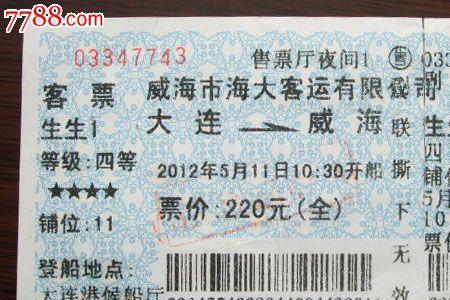 7788.com
03347743
售票厅夜间1
客票
威海市海大客运有限公司
生生1
大连 威海
等级:四等
★★★★
2012年5月11日10:30开船
铺位:11
票价:220元(全)
登船地点:
大连港候船厅
联撕下无效
033